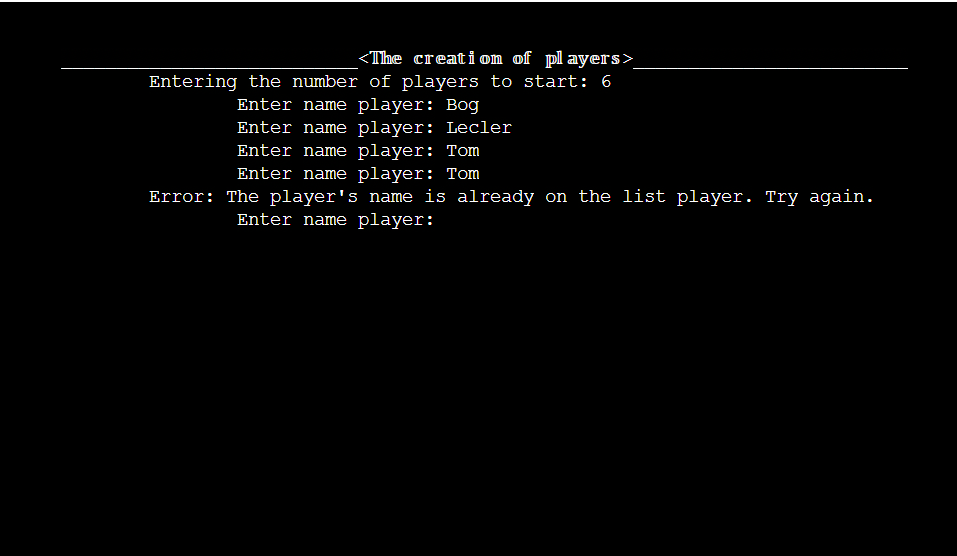 <The creation of players>
Entering the number of players to start: 6
Enter name player: Bog
Enter name player: Lecler
Enter name player: Tom
Enter name player: Tom
Error: The player's name is already on the list player. Try again.
Enter name player: